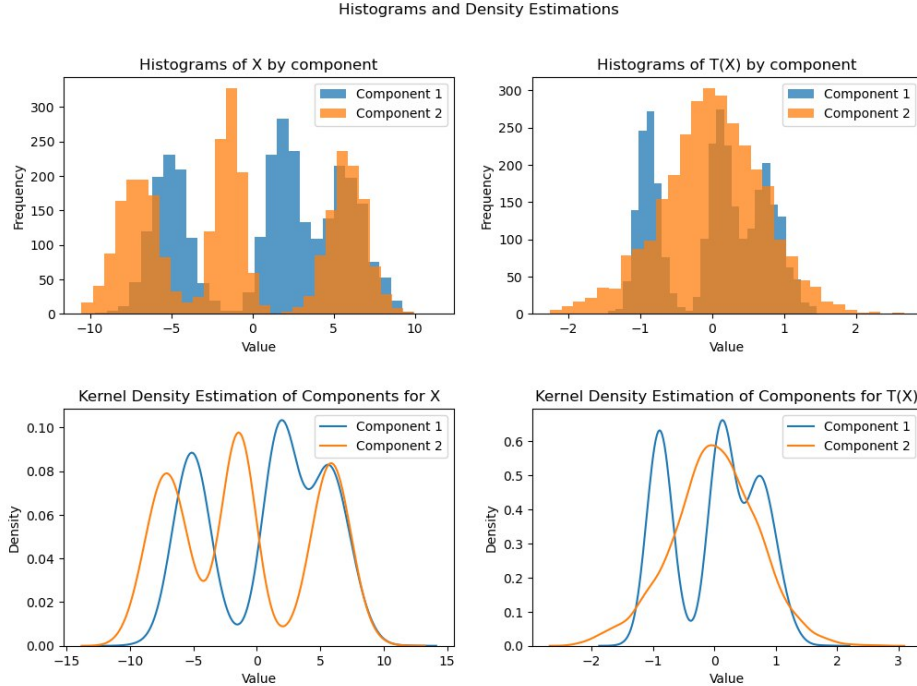 Histograms and Density Estimations
Histograms of X by component
Component 1
Component 2
Frequency
300
250
200
150
100
50
0
-10
-5
0
5
10
Value
Histograms of T(X) by component
Component 1
Component 2
Frequency
300
250
200
150
100
50
0
-2
-1
0
1
2
Value
Kernel Density Estimation of Components for X
Component 1
Component 2
Density
0.10
0.08
0.06
0.04
0.02
0.00
-15
-10
-5
0
5
10
15
Value
Kernel Density Estimation of Components for T(X)
Component 1
Component 2
Density
0.6
0.5
0.4
0.3
0.2
0.1
0.0
-2
-1
0
1
2
3
Value